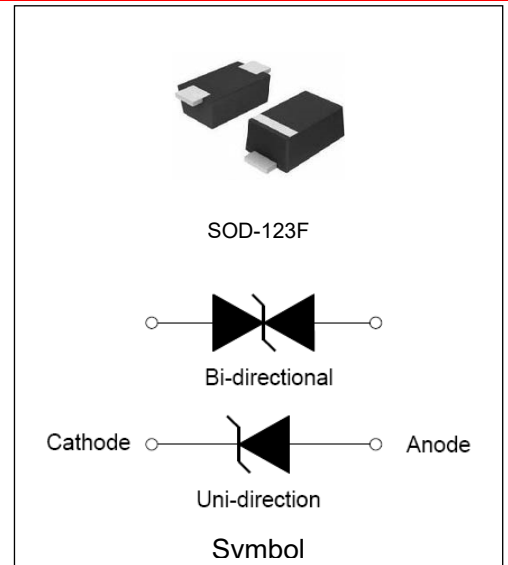 SOD-123F
Bi-directional
Cathode Anode
Uni-direction
Symbol